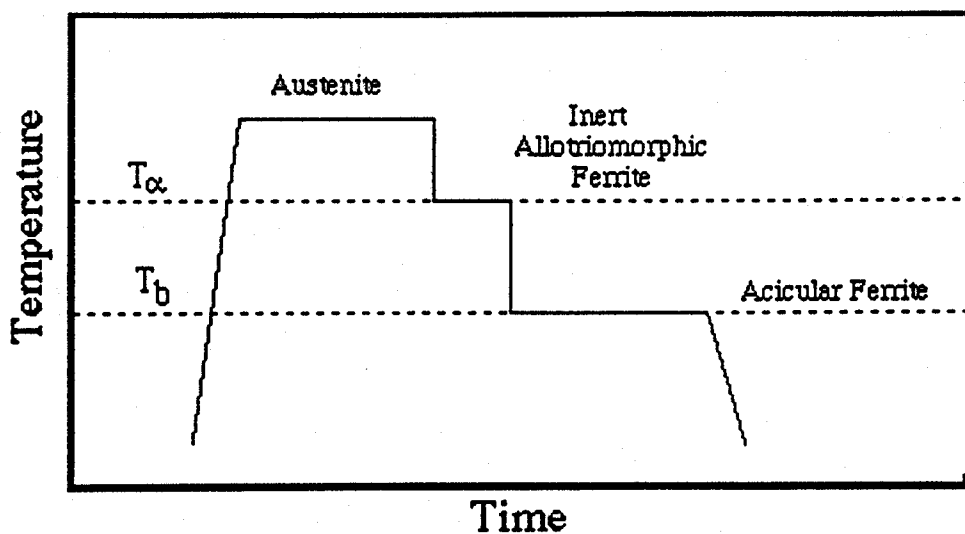 Austenite
Inert
Allotriomorphic
Ferrite
Tα
Tb
Acicular Ferrite
Temperature
Time